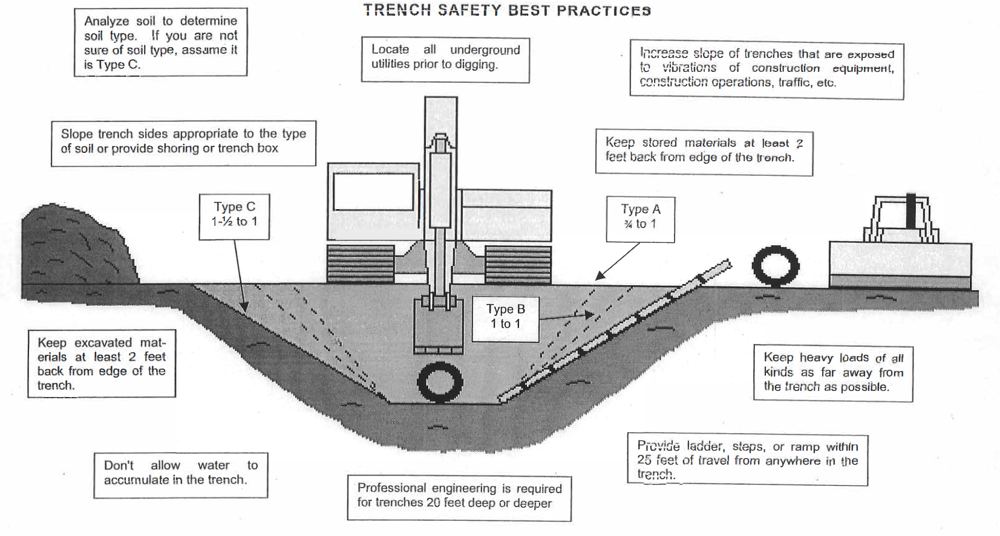 TRENCH SAFETY BEST PRACTICES
Analyze soil to determine
soil type. If you are not
sure of soil type, assume it
is Type C.
Locate all underground
utilities prior to digging.
Increase slope of trenches that are exposed
to vibrations of construction equipment,
construction operations, traffic, etc.
Slope trench sides appropriate to the type
of soil or provide shoring or trench box
Keep stored materials at least 2
feet back from edge of the trench.
Type C
1-½ to 1
Type A
¾ to 1
Type B
1 to 1
Keep excavated mat-
erials at least 2 feet
back from edge of the
trench.
Keep heavy loads of all
kinds as far away from
the trench as possible.
Don't allow water to
accumulate in the trench.
Professional engineering is required
for trenches 20 feet deep or deeper
Provide ladder, steps, or ramp within
25 feet of travel from anywhere in the
trench.